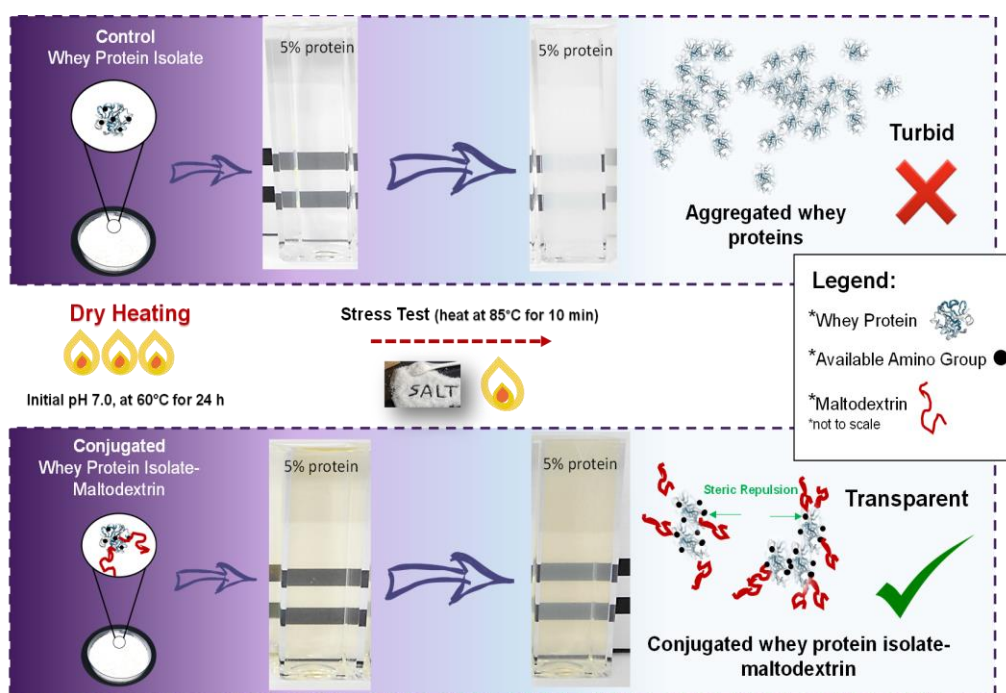 Control
Whey Protein Isolate
5% protein
5% protein
Turbid
Aggregated whey
proteins
Legend:
*Whey Protein
*Available Amino Group
*Maltodextrin
*not to scale
Dry Heating
Initial pH 7.0, at 60°C for 24 h
Stress Test (heat at 85°C for 10 min)
SALT
Conjugated
Whey Protein Isolate-
Maltodextrin
5% protein
5% protein
Steric Repulsion
Transparent
Conjugated whey protein isolate-
maltodextrin